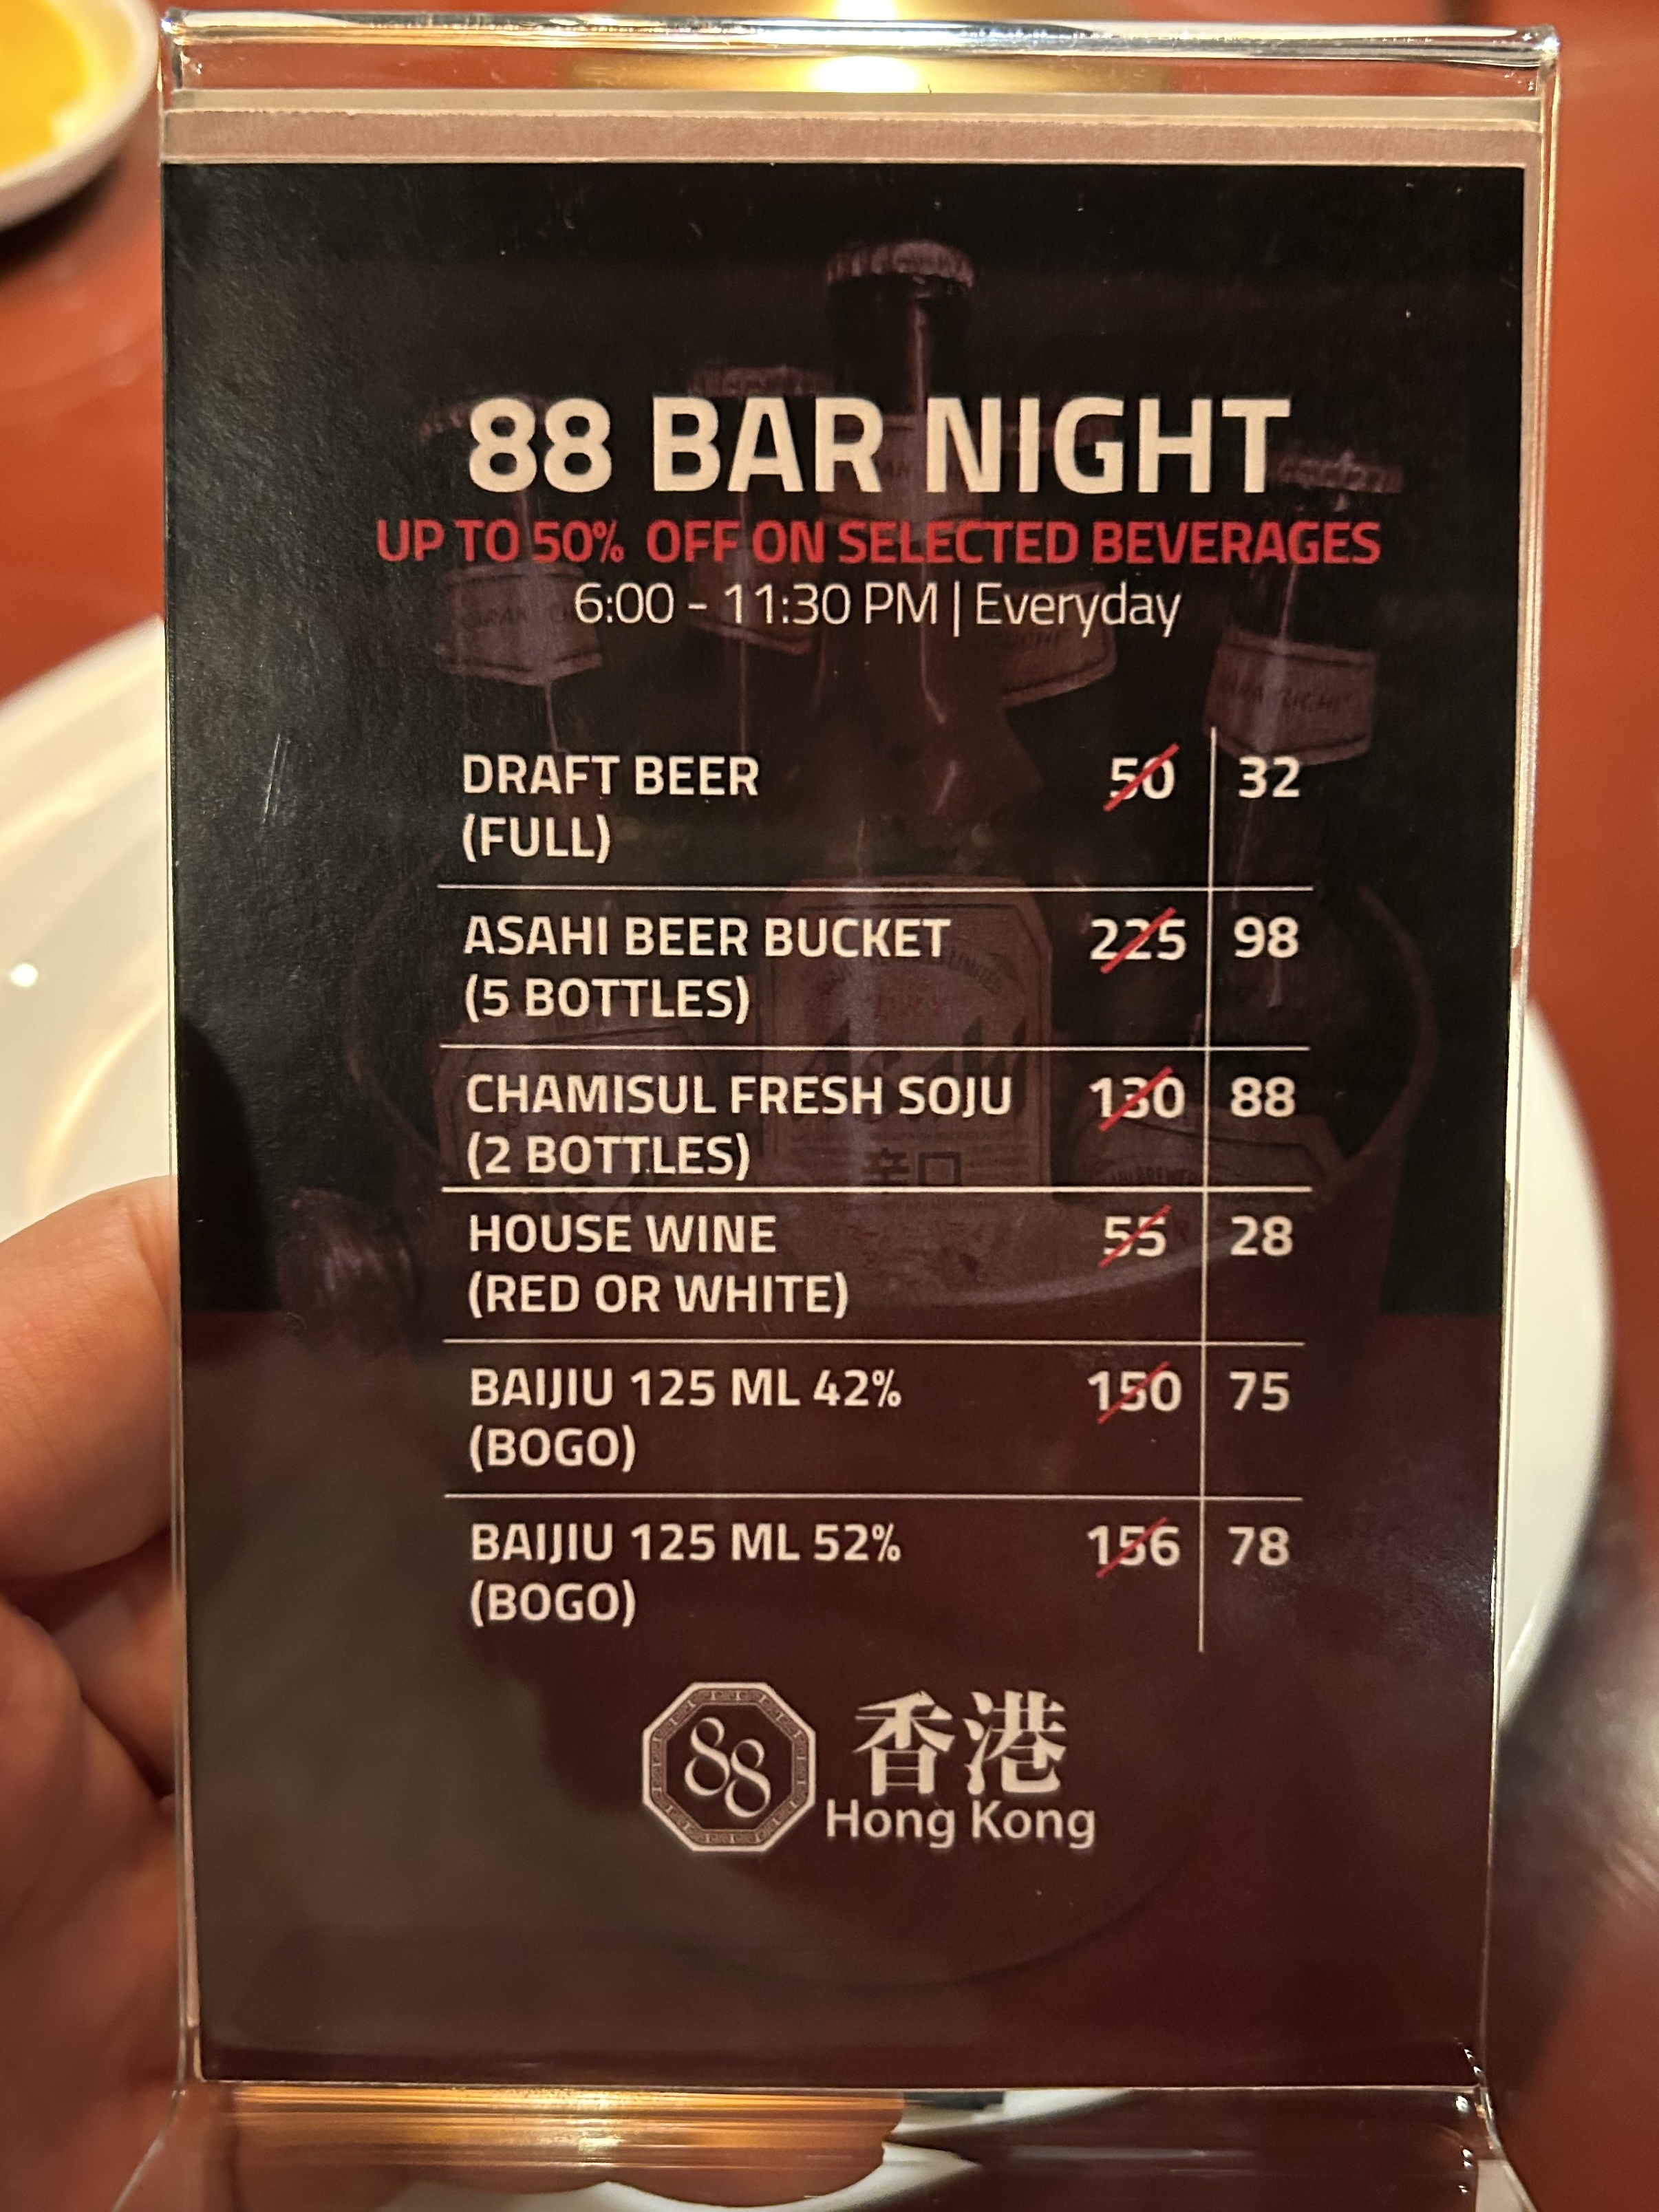 88 BAR NIGHT
UP TO 50% OFF ON SELECTED BEVERAGES
6:00 - 11:30 PM | Everyday
DRAFT BEER 50 32
(FULL)
ASAHI BEER BUCKET 225 98
(5 BOTTLES)
CHAMISUL FRESH SOJU 130 88
(2 BOTTLES)
HOUSE WINE 55 28
(RED OR WHITE)
BAIJIU 125 ML 42% 150 75
(BOGO)
BAIJIU 125 ML 52% 156 78
(BOGO)
88 香港
Hong Kong
Asahi
辛口